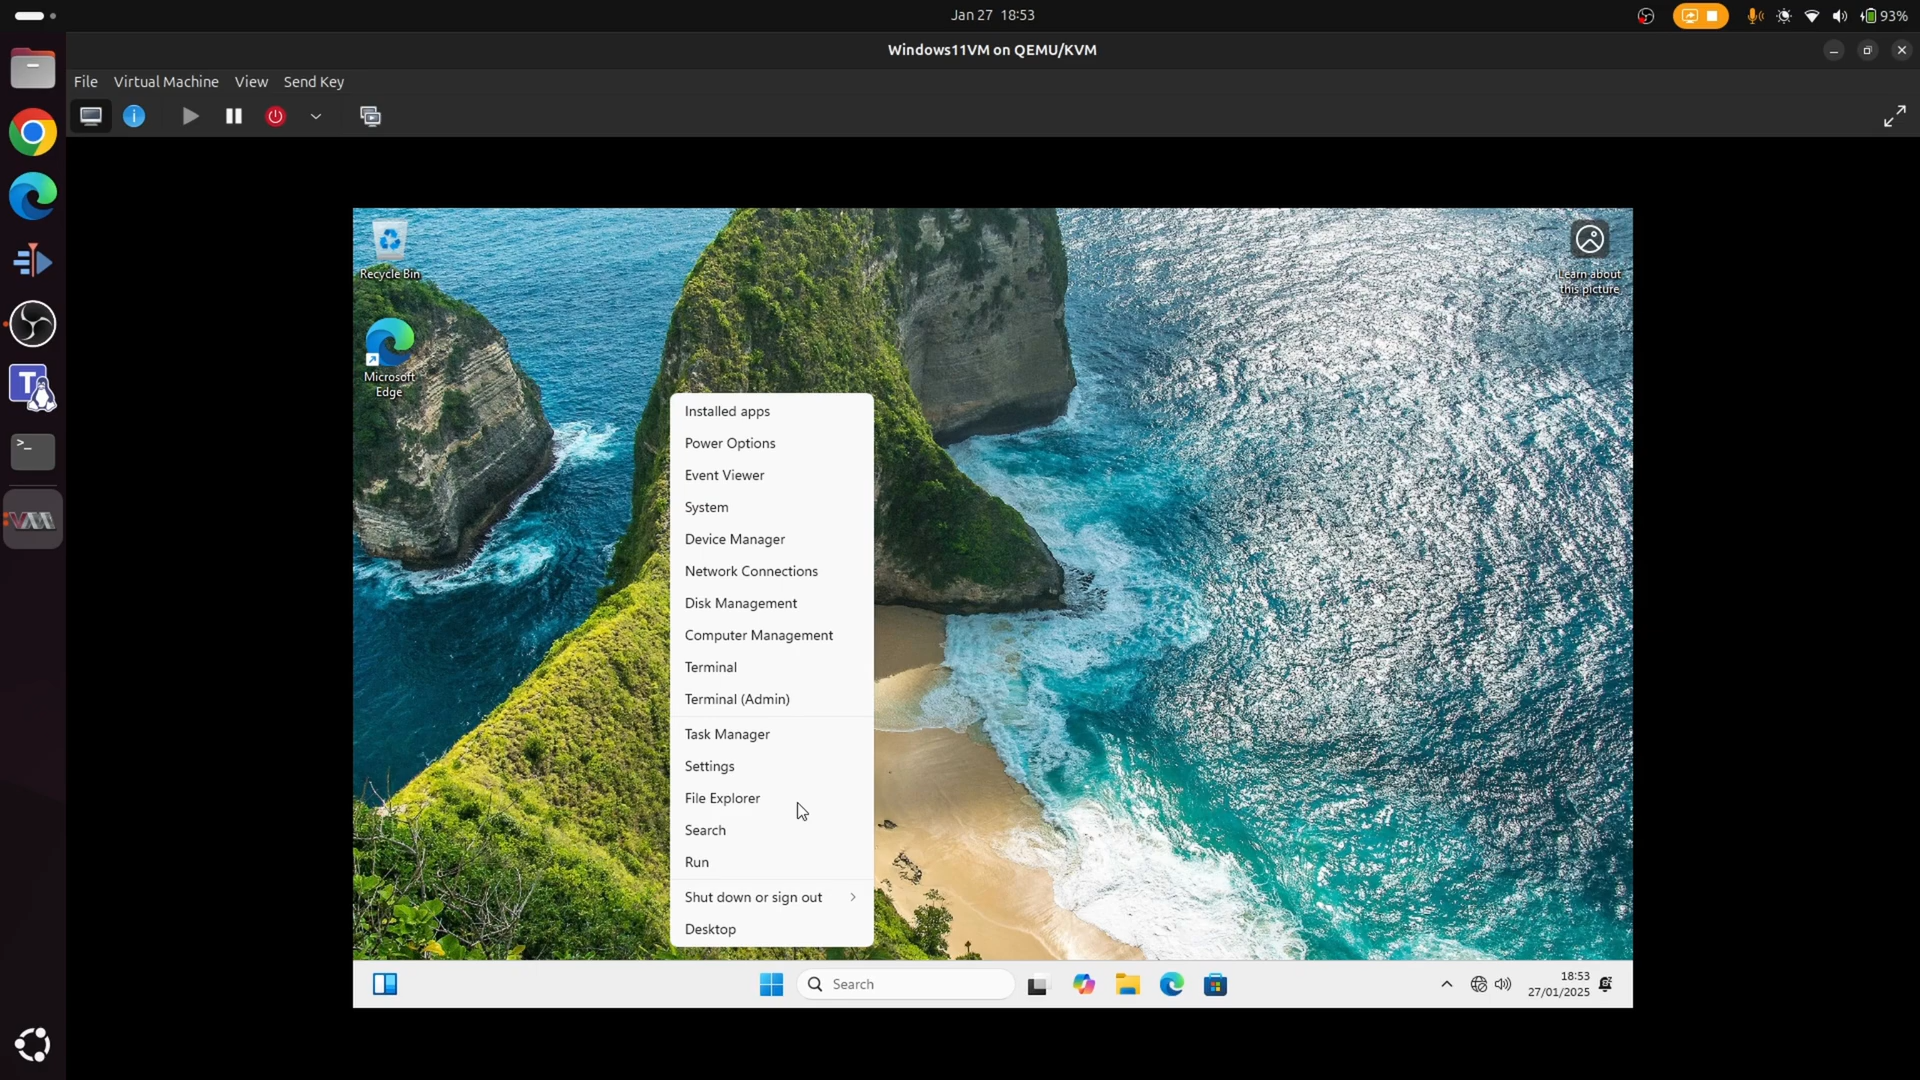 Jan 27 18:53
93%
Windows11VM on QEMU/KVM
File Virtual Machine View Send Key
Recycle Bin
Learn about
this picture
Microsoft
Edge
Installed apps
Power Options
Event Viewer
System
Device Manager
Network Connections
Disk Management
Computer Management
Terminal
Terminal (Admin)
Task Manager
Settings
File Explorer
Search
Run
Shut down or sign out
Desktop
Search
18:53
27/01/2025